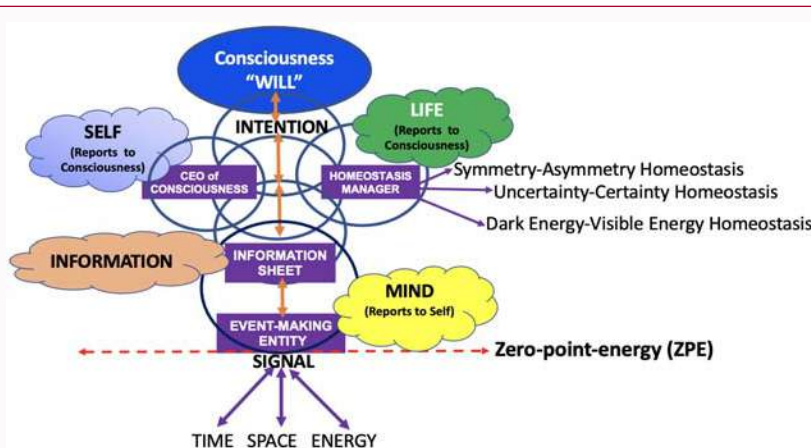 Consciousness
"WILL"
INTENTION
SELF
(Reports to
Consciousness)
LIFE
(Reports to
Consciousness)
CEO of
CONSCIOUSNESS
HOMEOSTASIS
MANAGER
Symmetry-Asymmetry Homeostasis
Uncertainty-Certainty Homeostasis
Dark Energy-Visible Energy Homeostasis
INFORMATION
INFORMATION
SHEET
MIND
(Reports to Self)
EVENT-MAKING
ENTITY
SIGNAL
Zero-point-energy (ZPE)
TIME SPACE ENERGY